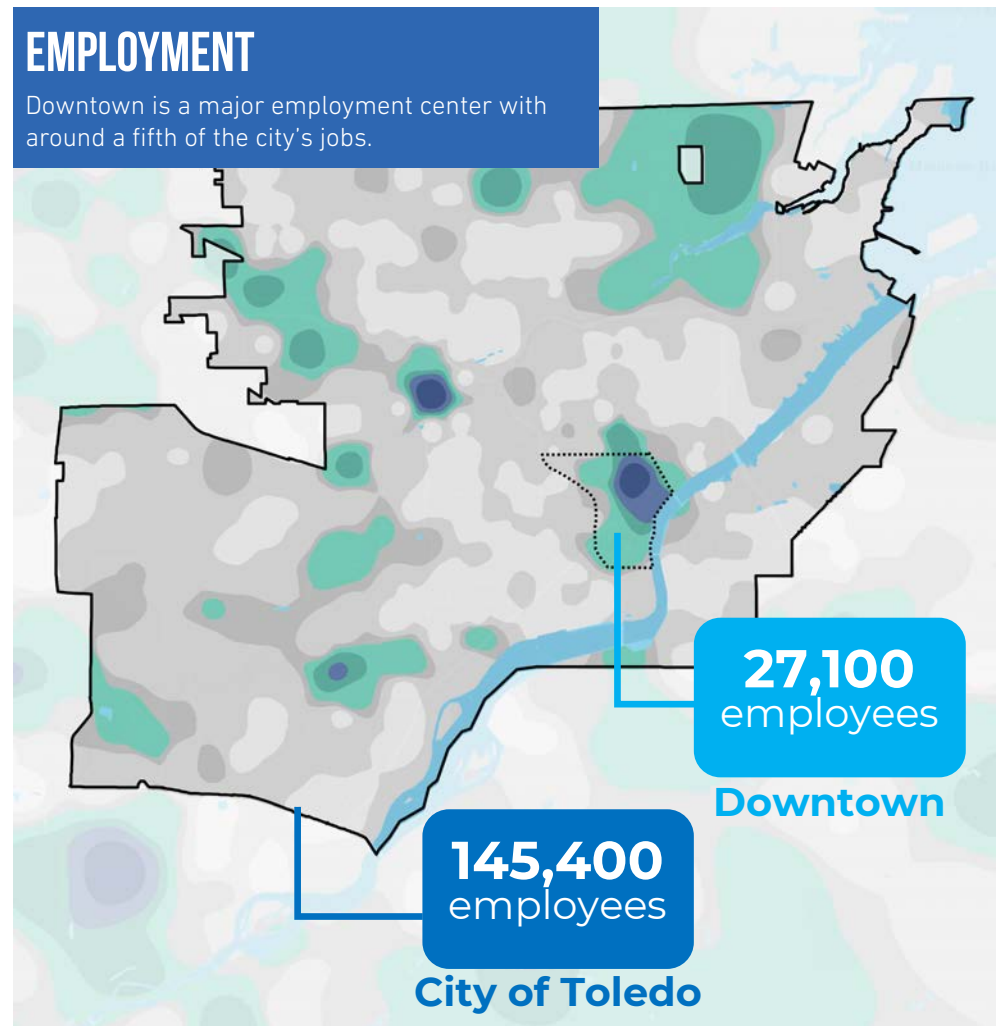 EMPLOYMENT
Downtown is a major employment center with
around a fifth of the city's jobs.
27,100
employees
Downtown
145,400
employees
City of Toledo